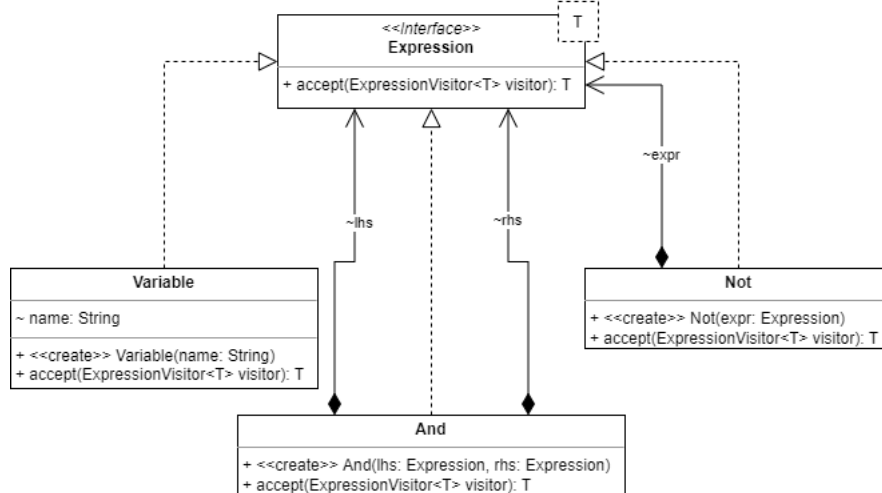 T
<<Interface>>
Expression
+ accept(ExpressionVisitor<T> visitor): T
~expr
~lhs
~rhs
Variable
~ name: String
+ <<create>> Variable(name: String)
+ accept(ExpressionVisitor<T> visitor): T
Not
+ <<create>> Not(expr: Expression)
+ accept(ExpressionVisitor<T> visitor): T
And
+ <<create>> And(lhs: Expression, rhs: Expression)
+ accept(ExpressionVisitor<T> visitor): T